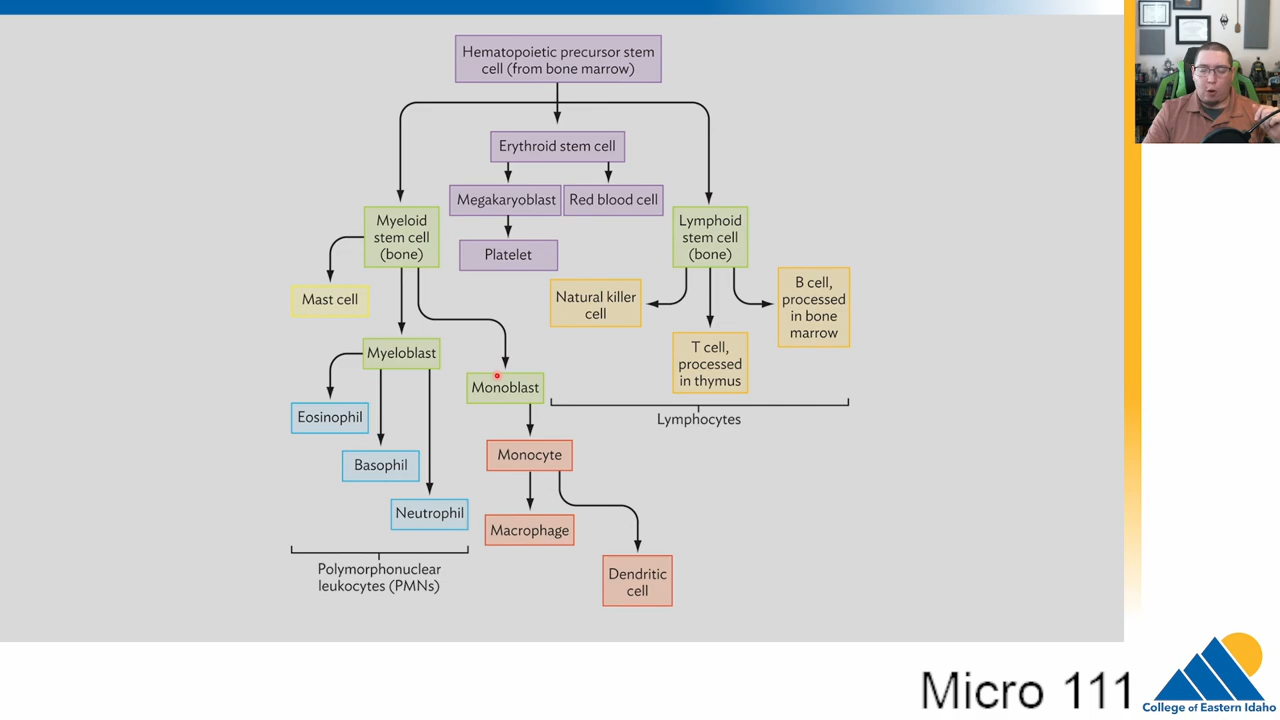 Hematopoietic precursor stem
cell (from bone marrow)
Erythroid stem cell
Megakaryoblast
Red blood cell
Platelet
Myeloid
stem cell
(bone)
Lymphoid
stem cell
(bone)
Mast cell
Natural killer
cell
B cell,
processed
in bone
marrow
T cell,
processed
in thymus
Lymphocytes
Myeloblast
Monoblast
Eosinophil
Basophil
Neutrophil
Polymorphonuclear
leukocytes (PMNs)
Monocyte
Macrophage
Dendritic
cell
Micro 111
College of Eastern Idaho